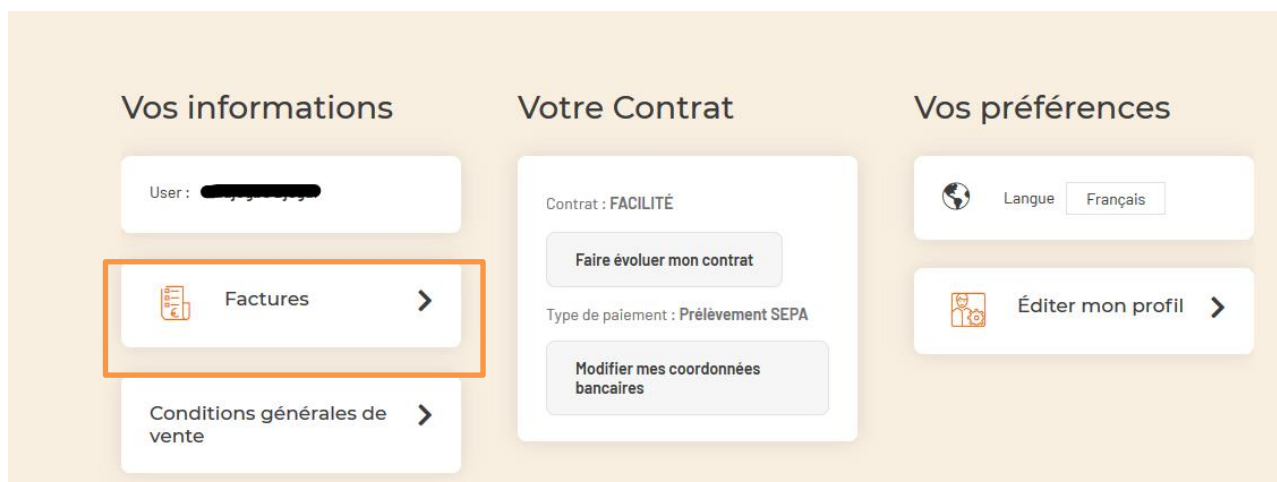 Vos informations
User :
Factures
Conditions générales de
vente
Votre Contrat
Contrat : FACILITÉ
Faire évoluer mon contrat
Type de paiement : Prélèvement SEPA
Modifier mes coordonnées
bancaires
Vos préférences
Langue Français
Éditer mon profil